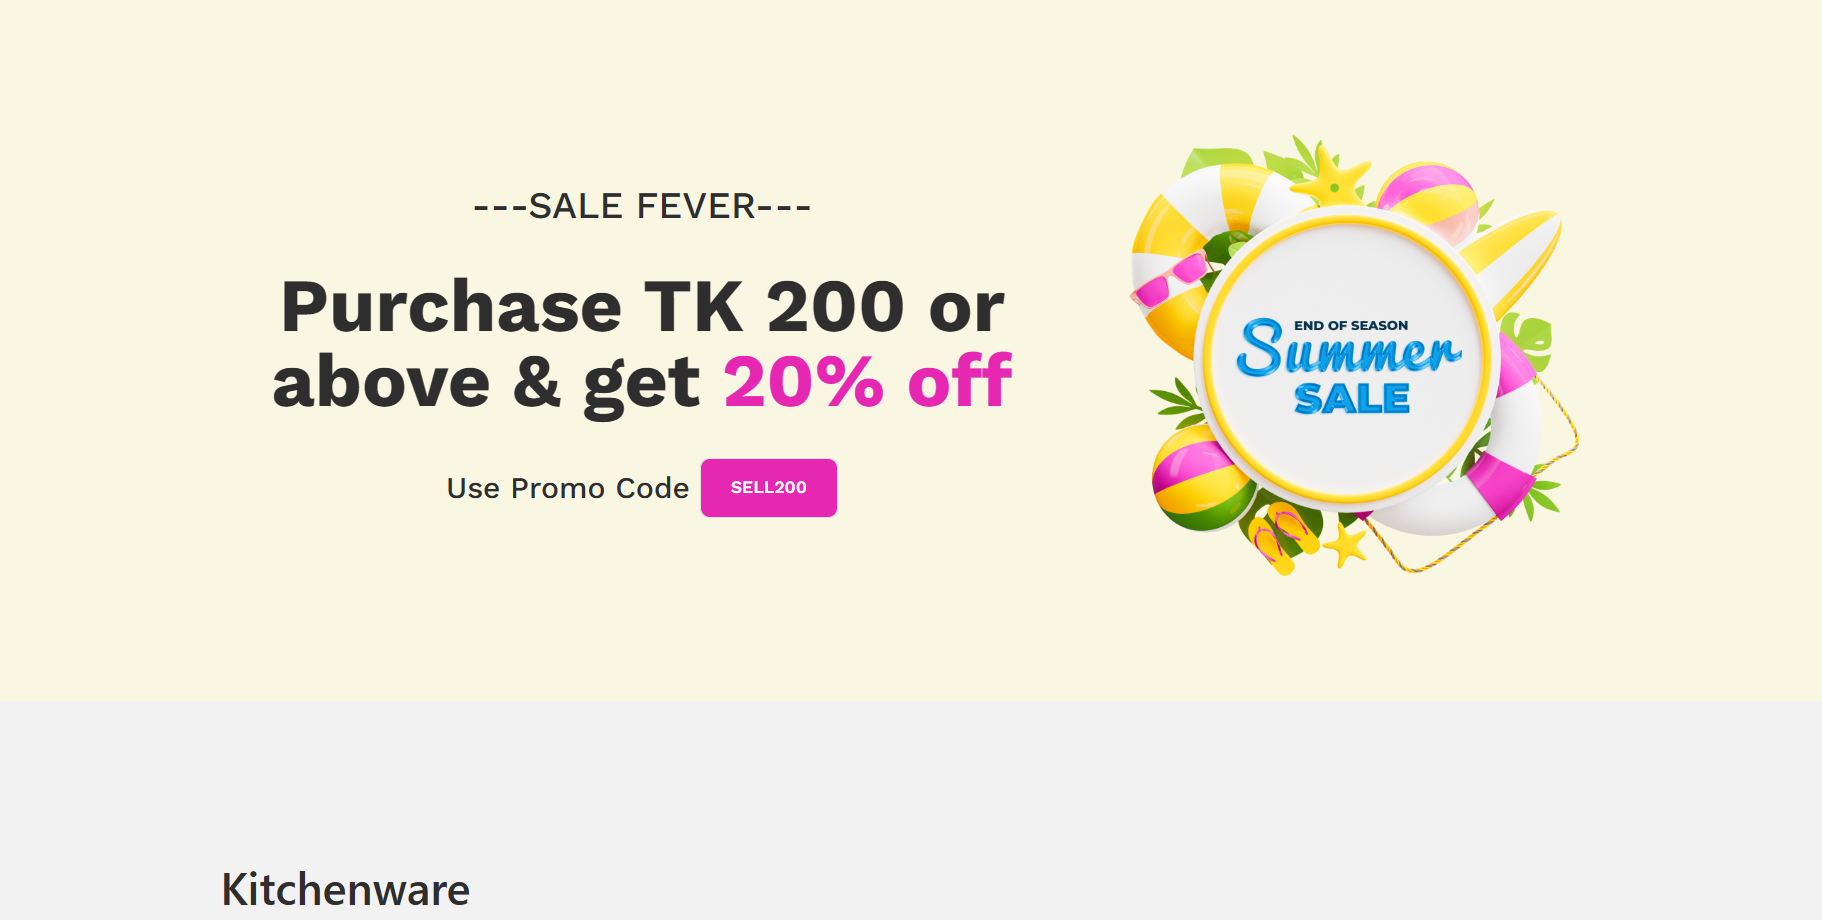 ---SALE FEVER---
Purchase TK 200 or
above & get 20% off
Use Promo Code SELL200
END OF SEASON
Summer
SALE
Kitchenware